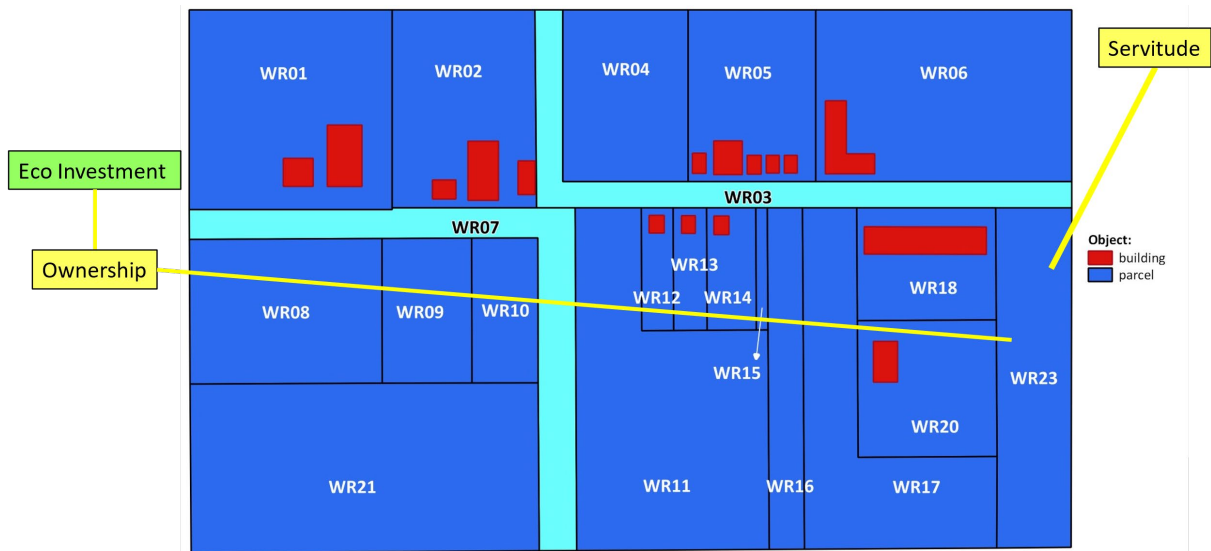 WR01
WR02
WR04
WR05
WR06
Servitude
Eco Investment
WR03
WR07
Ownership
Object:
building
parcel
WR08
WR09
WR10
WR12
WR13
WR14
WR18
WR15
WR23
WR20
WR21
WR11
WR16
WR17